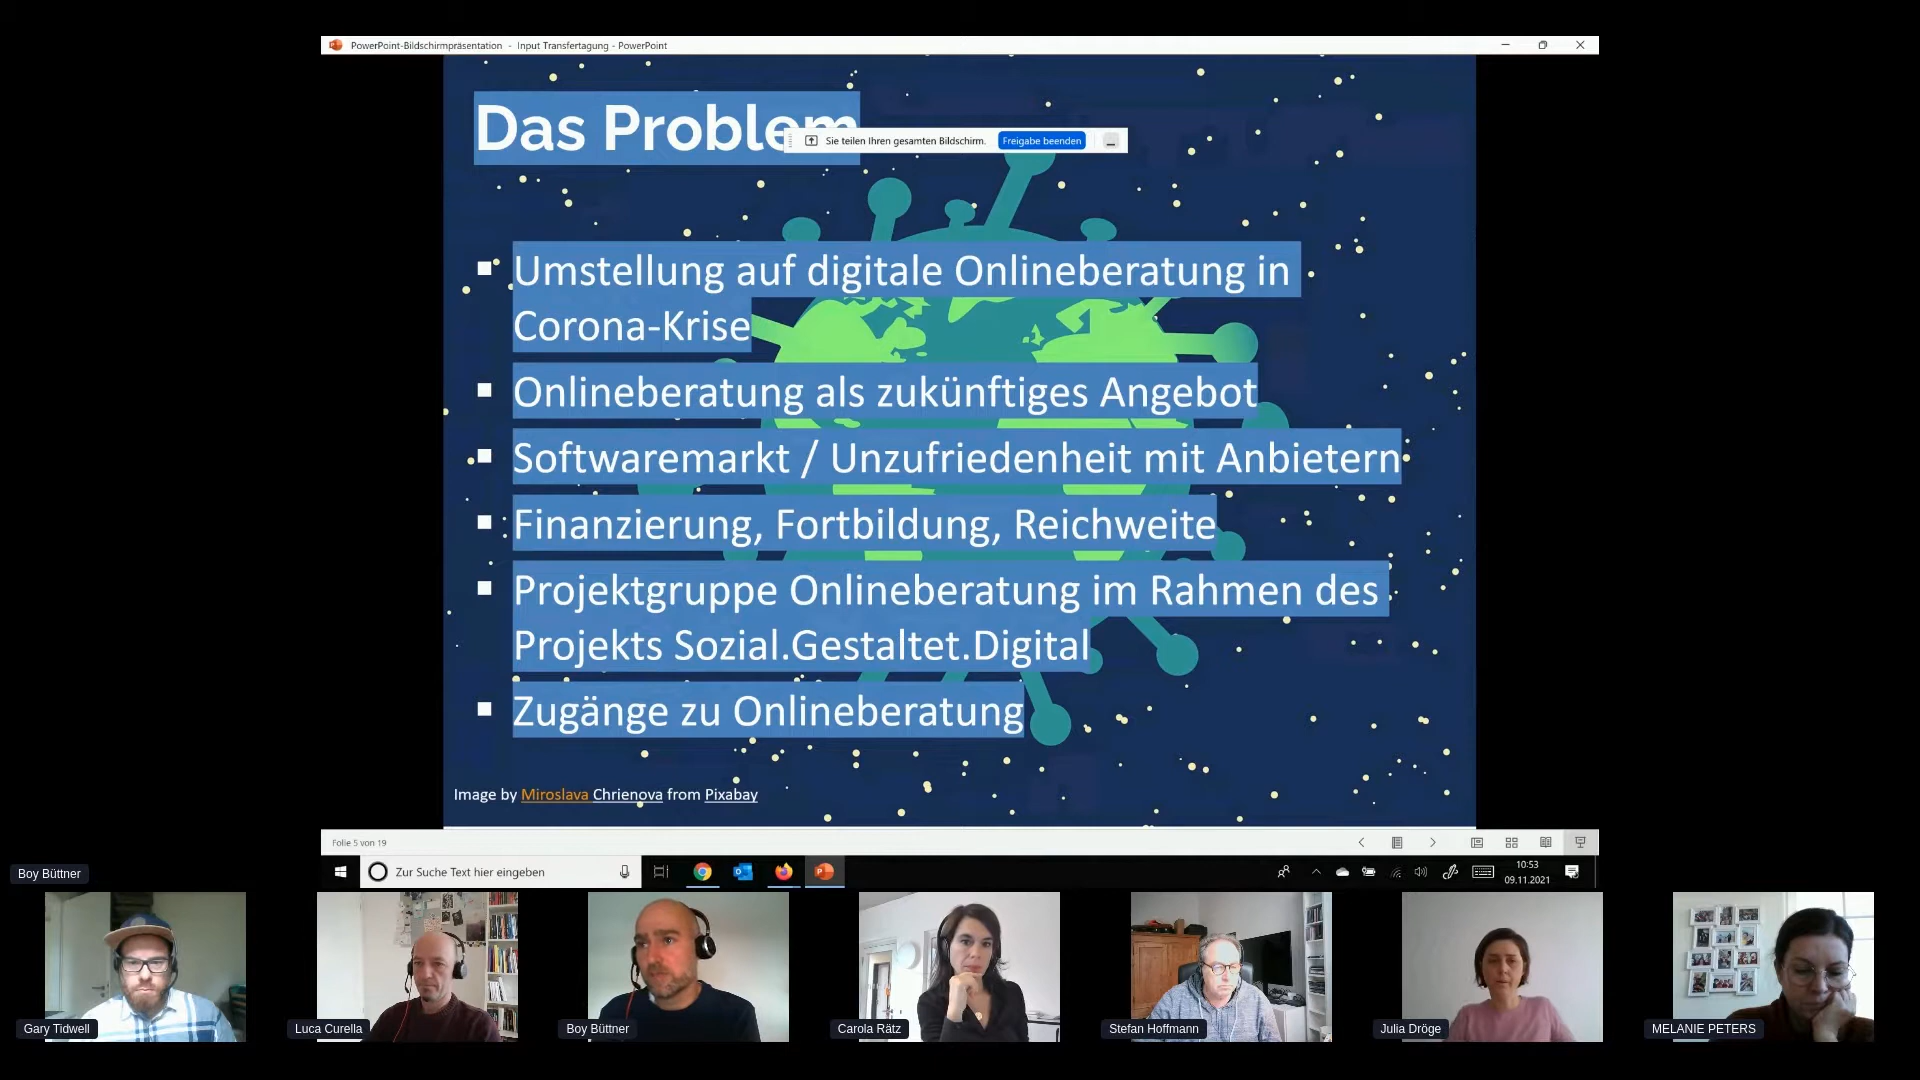 PowerPoint-Bildschirmpräsentation - Input Transfertagung - PowerPoint
Das Problem
Sie teilen Ihren gesamten Bildschirm. Freigabe beenden
Umstellung auf digitale Onlineberatung in
Corona-Krise
Onlineberatung als zukünftiges Angebot
Softwaremarkt / Unzufriedenheit mit Anbietern
Finanzierung, Fortbildung, Reichweite
Projektgruppe Onlineberatung im Rahmen des
Projekts Sozial.Gestaltet.Digital
Zugänge zu Onlineberatung
Image by Miroslava Chrienova from Pixabay
Folie 5 von 19
Zur Suche Text hier eingeben
10:53
09.11.2021
Boy Büttner
Gary Tidwell
Luca Curella
Boy Büttner
Carola Rätz
Stefan Hoffmann
Julia Dröge
MELANIE PETERS